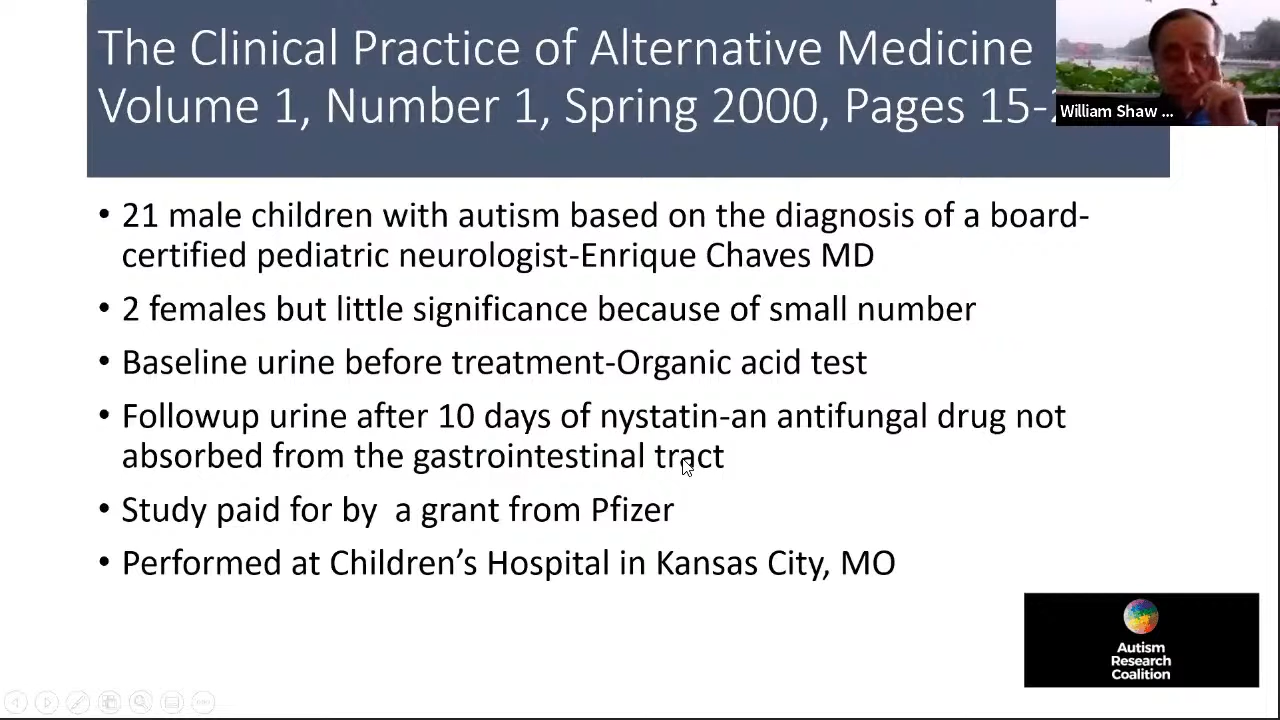 The Clinical Practice of Alternative Medicine
Volume 1, Number 1, Spring 2000, Pages 15-
William Shaw ...
• 21 male children with autism based on the diagnosis of a board-
certified pediatric neurologist-Enrique Chaves MD
• 2 females but little significance because of small number
• Baseline urine before treatment-Organic acid test
• Followup urine after 10 days of nystatin-an antifungal drug not
absorbed from the gastrointestinal tract
• Study paid for by  a grant from Pfizer
• Performed at Children’s Hospital in Kansas City, MO
Autism
Research
Coalition